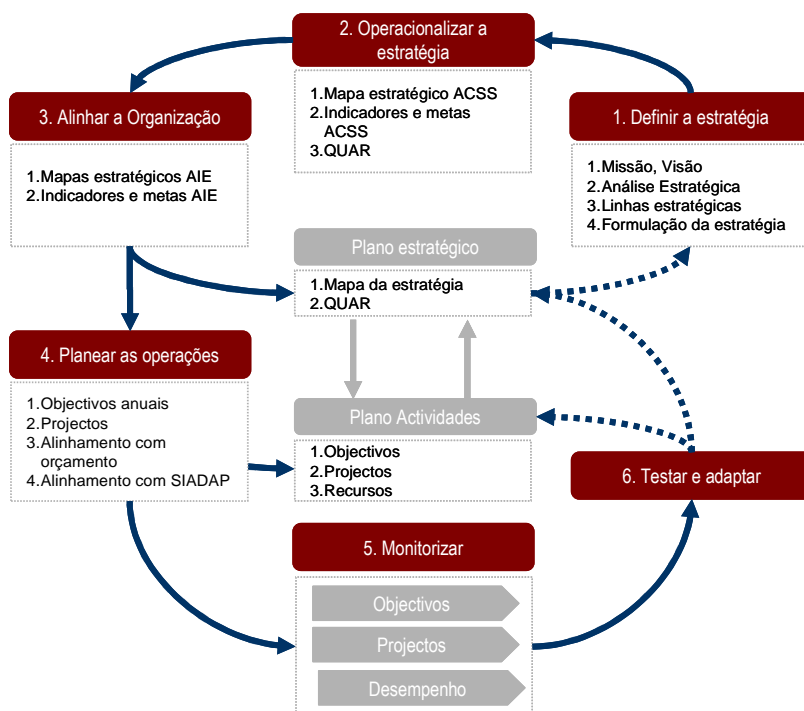 2. Operacionalizar a
estratégia
1.Mapa estratégico ACSS
2.Indicadores e metas
ACSS
3.QUAR
3. Alinhar a Organização
1.Mapas estratégicos AIE
2.Indicadores e metas AIE
1. Definir a estratégia
1.Missão, Visão
2.Análise Estratégica
3.Linhas estratégicas
4.Formulação da estratégia
Plano estratégico
1.Mapa da estratégia
2.QUAR
4. Planear as operações
1.Objectivos anuais
2.Projectos
3.Alinhamento com
orçamento
4.Alinhamento com SIADAP
Plano Actividades
1.Objectivos
2.Projectos
3.Recursos
6. Testar e adaptar
5. Monitorizar
Objectivos
Projectos
Desempenho